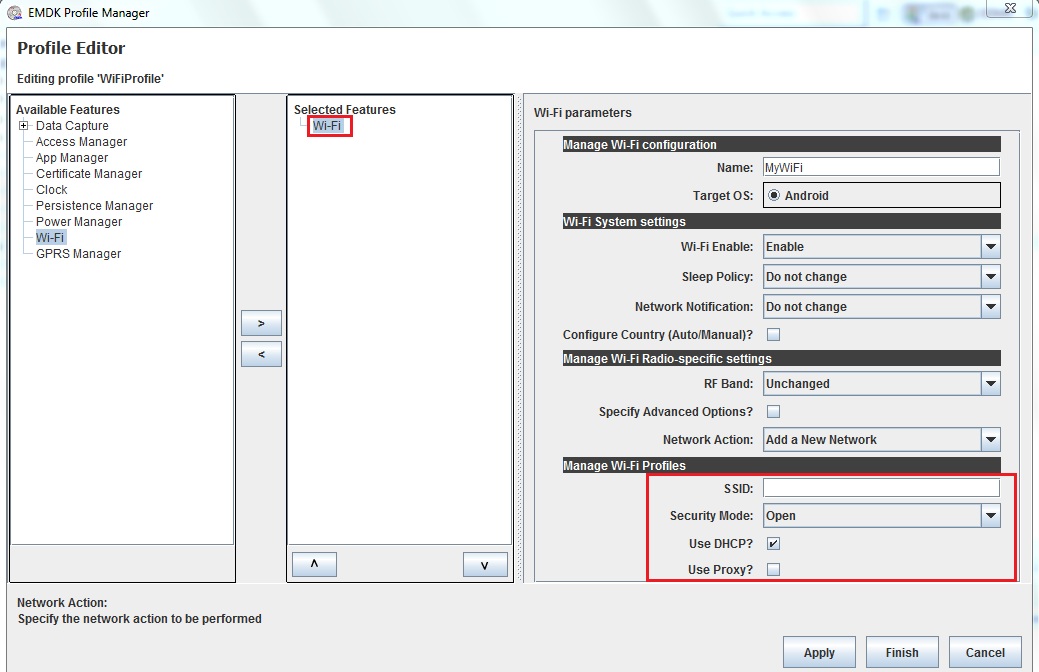 EMDK Profile Manager
Profile Editor
Editing profile 'WiFiProfile'
Available Features
Data Capture
Access Manager
App Manager
Certificate Manager
Clock
Persistence Manager
Power Manager
Wi-Fi
GPRS Manager
>
<
Selected Features
Wi-Fi
^
v
Wi-Fi parameters
Manage Wi-Fi configuration
Name: MyWiFi
Target OS: Android
Wi-Fi System settings
Wi-Fi Enable: Enable
Sleep Policy: Do not change
Network Notification: Do not change
Configure Country (Auto/Manual)?
Manage Wi-Fi Radio-specific settings
RF Band: Unchanged
Specify Advanced Options?
Network Action: Add a New Network
Manage Wi-Fi Profiles
SSID:
Security Mode: Open
Use DHCP?
Use Proxy?
Network Action:
Specify the network action to be performed
Apply Finish Cancel